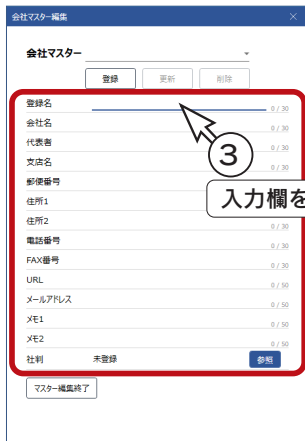 会社マスター編集
会社マスター
登録 更新 削除
登録名 0 / 30
会社名 0 / 30
代表者 0 / 30
支店名 0 / 30
郵便番号
住所1
住所2 0 / 30
電話番号 0 / 30
FAX番号 0 / 30
URL 0 / 50
メールアドレス 0 / 50
メモ1 0 / 50
メモ2 0 / 50
社判 未登録 参照
マスター編集終了
3
入力欄を